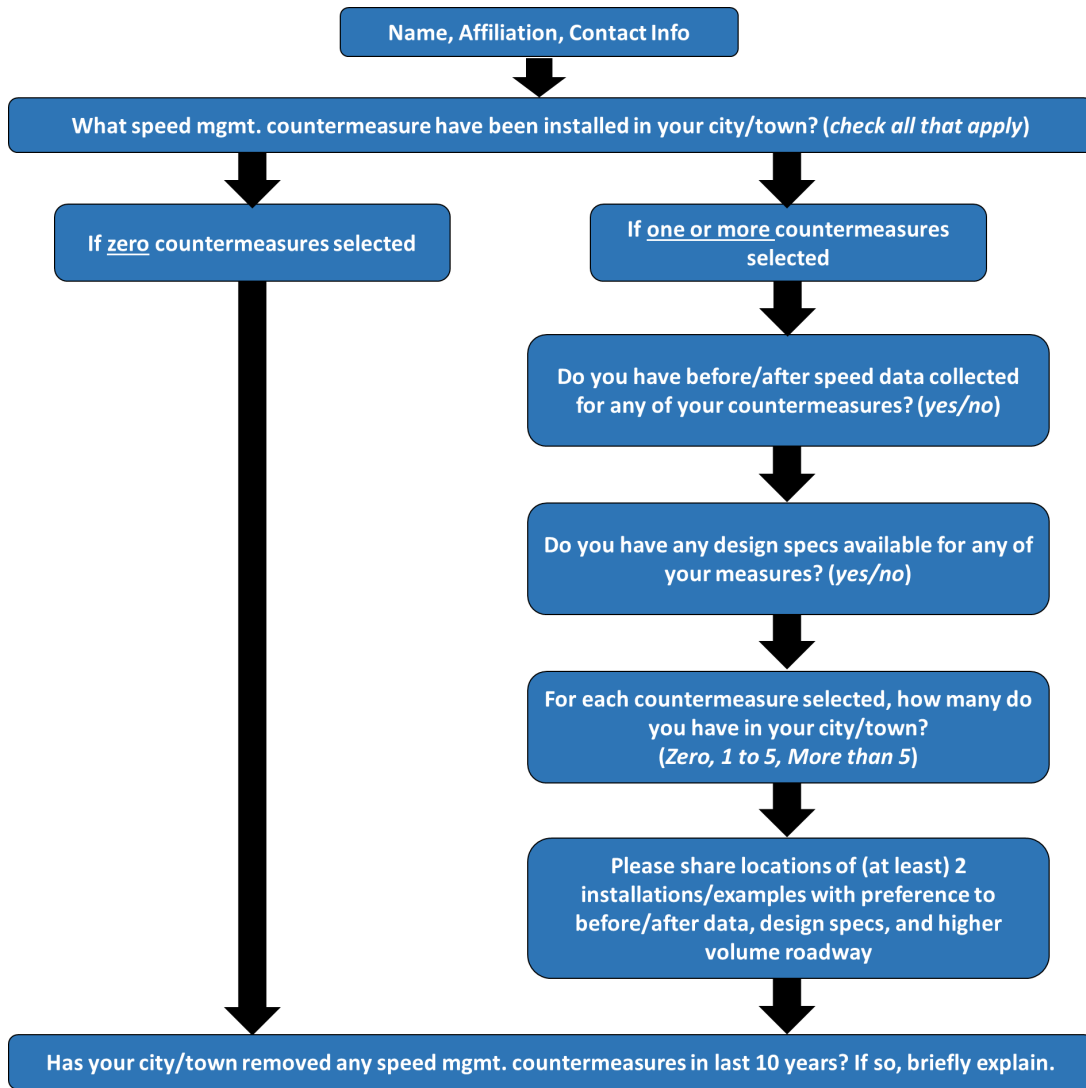 Name, Affiliation, Contact Info
What speed mgmt. countermeasure have been installed in your city/town? (check all that apply)
If zero countermeasures selected
If one or more countermeasures
selected
Do you have before/after speed data collected
for any of your countermeasures? (yes/no)
Do you have any design specs available for any of
your measures? (yes/no)
For each countermeasure selected, how many do
you have in your city/town?
(Zero, 1 to 5, More than 5)
Please share locations of (at least) 2
installations/examples with preference to
before/after data, design specs, and higher
volume roadway
Has your city/town removed any speed mgmt. countermeasures in last 10 years? If so, briefly explain.